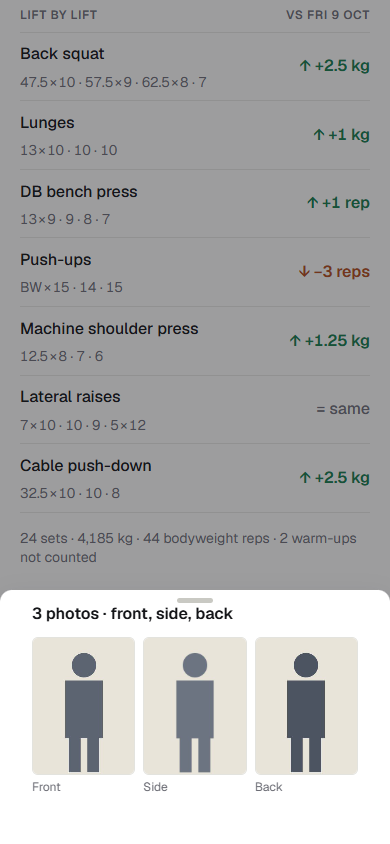 LIFT BY LIFT VS FRI 9 OCT
Back squat
47.5×10 · 57.5×9 · 62.5×8 · 7
↑ +2.5 kg
Lunges
13×10 · 10 · 10
↑ +1 kg
DB bench press
13×9 · 9 · 8 · 7
↑ +1 rep
Push-ups
BW×15 · 14 · 15
↓ −3 reps
Machine shoulder press
12.5×8 · 7 · 6
↑ +1.25 kg
Lateral raises
7×10 · 10 · 9 · 5×12
= same
Cable push-down
32.5×10 · 10 · 8
↑ +2.5 kg
24 sets · 4,185 kg · 44 bodyweight reps · 2 warm-ups
not counted
3 photos · front, side, back
Front Side Back